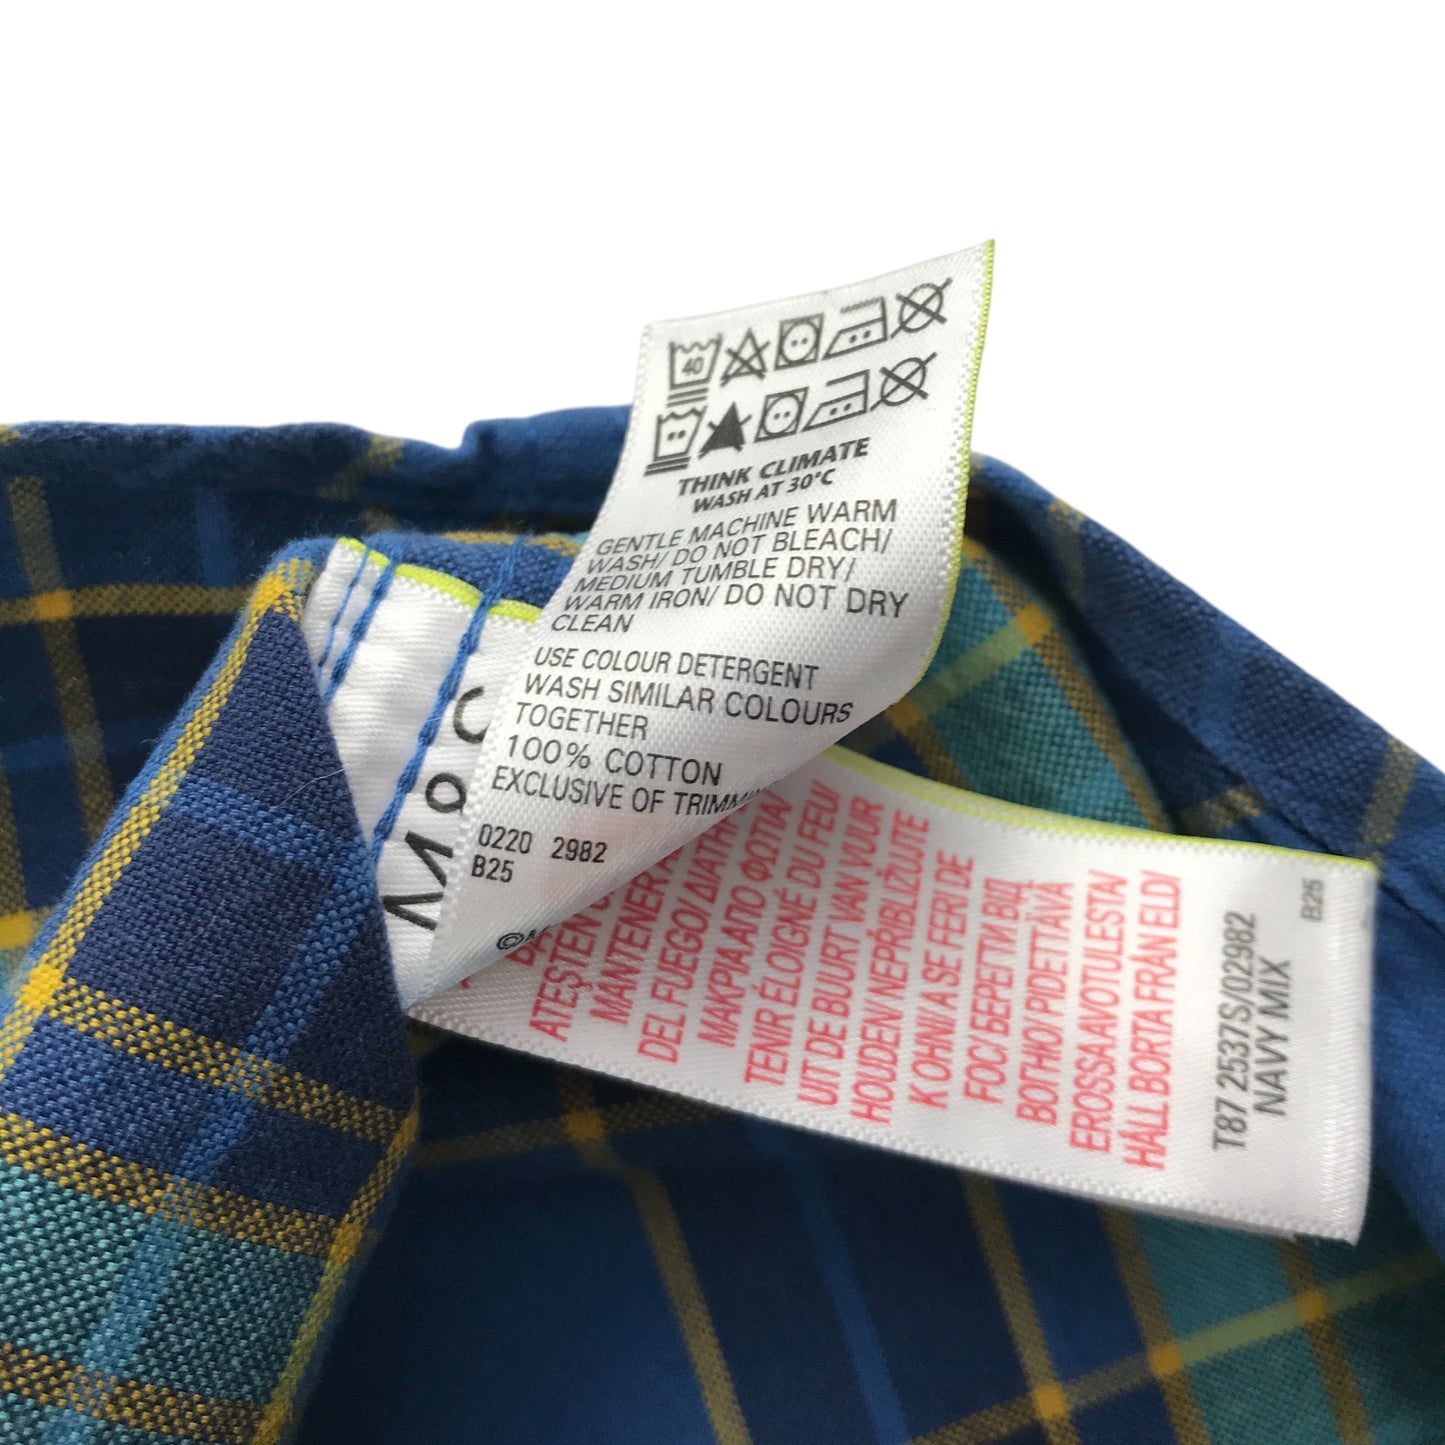 40
THINK CLIMATE
WASH AT 30°C
GENTLE MACHINE WARM
WASH/ DO NOT BLEACH/
MEDIUM TUMBLE DRY/
WARM IRON/ DO NOT DRY
CLEAN
USE COLOUR DETERGENT
WASH SIMILAR COLOURS
TOGETHER
100% COTTON
EXCLUSIVE OF
0220 2982
B25
©
MANTENER
DEL FUEGO/
ΜΑΚΡΙΑ ΑΠΟ ΦΩΤΙΑ/
TENIR ÉLOIGNÉ DU FEU/
UIT DE BUURT VAN VUUR
HOUDEN NEPŘIBLIŽUJTE
K OHNI/ A SE FERI DE
FOC/ БЕРЕГТИ ВІД
ВОГНЮ/ PIDETTÄVÄ
EROSSA AVOTULESTA/
HÅLL BORTA FRÅN ELD/
T87 2537S/02982
NAVY MIX
B25